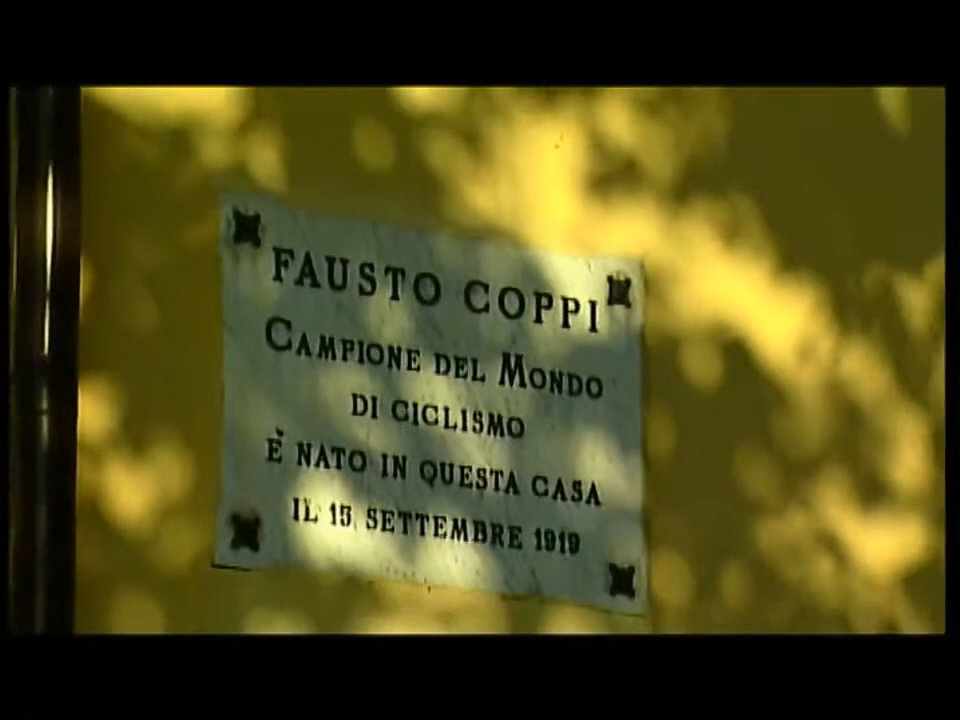 FAUSTO COPPI
CAMPIONE DEL MONDO
DI CICLISMO
È NATO IN QUESTA CASA
IL 15 SETTEMBRE 1919